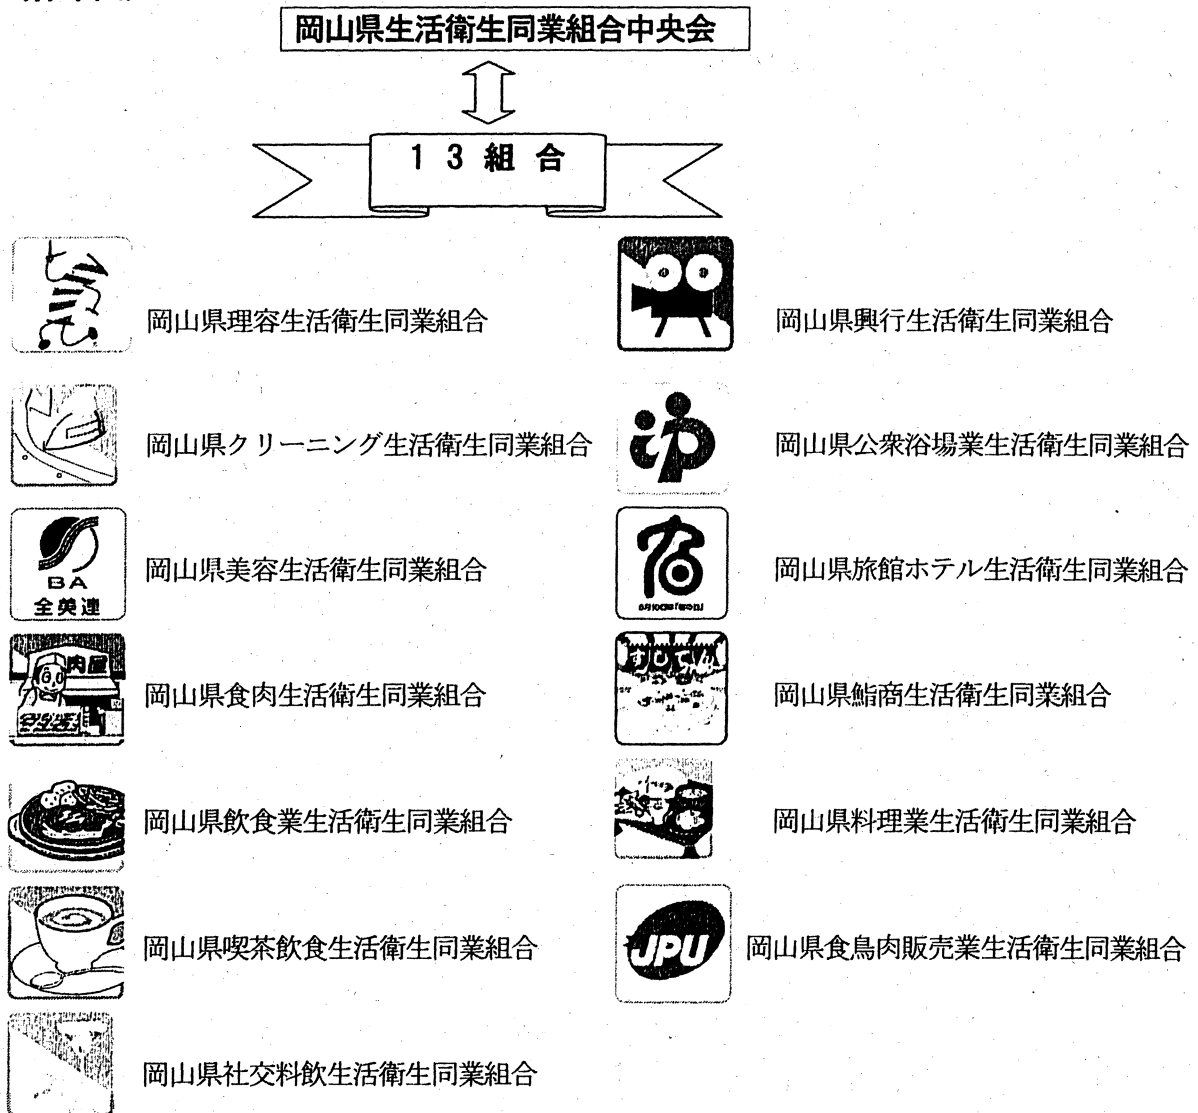 岡山県生活衛生同業組合中央会
１３組合
岡山県理容生活衛生同業組合
岡山県興行生活衛生同業組合
岡山県クリーニング生活衛生同業組合
岡山県公衆浴場業生活衛生同業組合
BA
全美連
岡山県美容生活衛生同業組合
岡山県旅館ホテル生活衛生同業組合
肉屋
岡山県食肉生活衛生同業組合
岡山県鮨商生活衛生同業組合
岡山県飲食業生活衛生同業組合
岡山県料理業生活衛生同業組合
岡山県喫茶飲食生活衛生同業組合
JPU
岡山県食鳥肉販売業生活衛生同業組合
岡山県社交料飲生活衛生同業組合